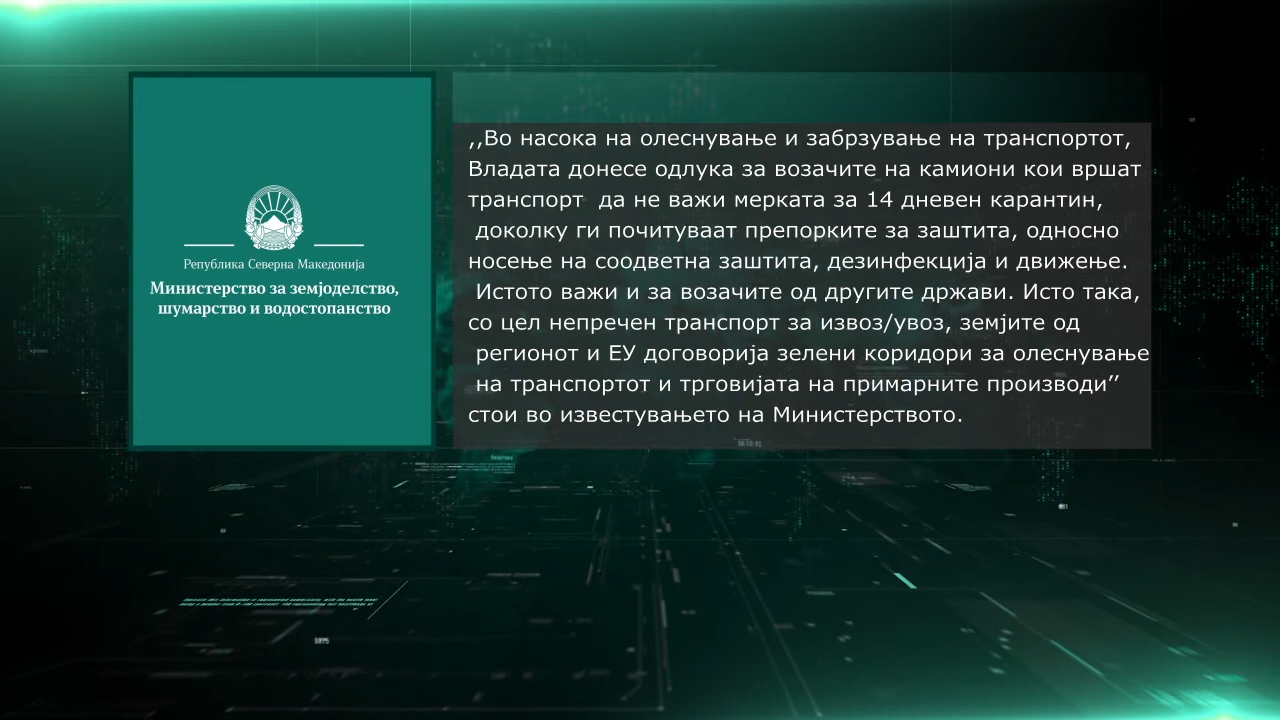 Република Северна Македонија
Министерство за земјоделство,
шумарство и водостопанство
,,Во насока на олеснување и забрзување на транспортот,
Владата донесе одлука за возачите на камиони кои вршат
транспорт  да не важи мерката за 14 дневен карантин,
доколку ги почитуваат препорките за заштита, односно
носење на соодветна заштита, дезинфекција и движење.
Истото важи и за возачите од другите држави. Исто така,
со цел непречен транспорт за извоз/увоз, земјите од
регионот и ЕУ договорија зелени коридори за олеснување
на транспортот и трговијата на примарните производи’’
стои во известувањето на Министерството.